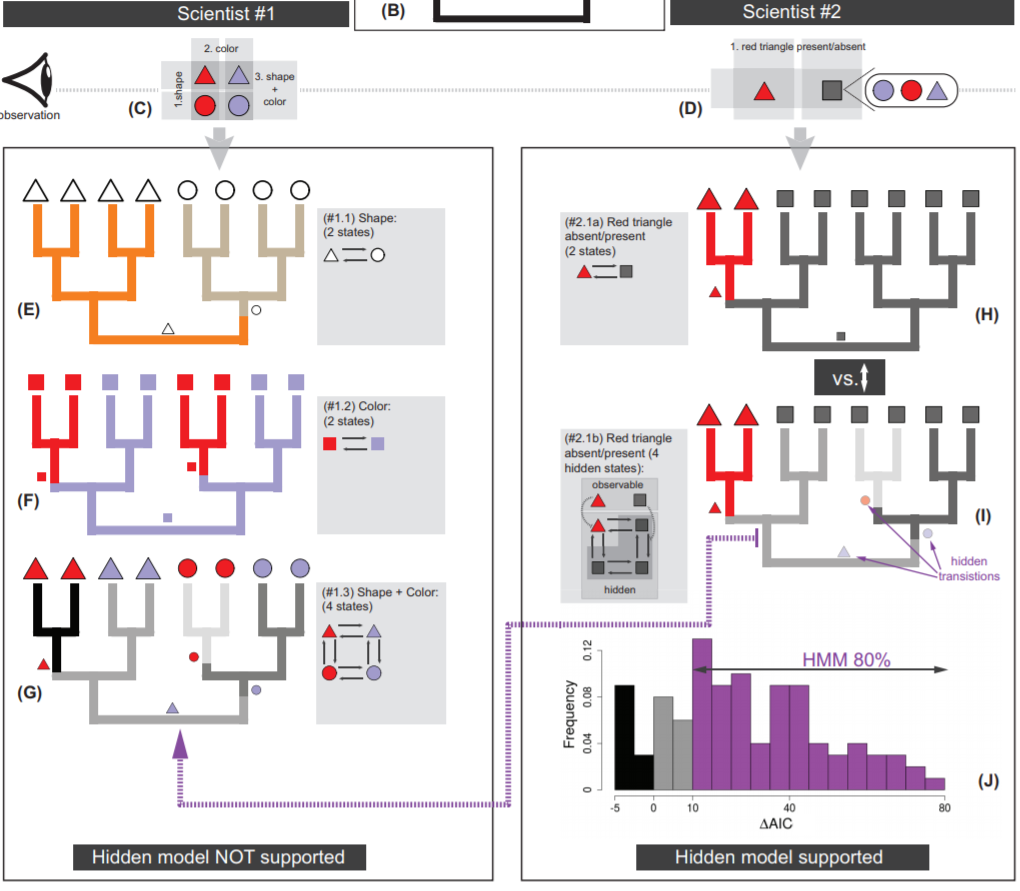 Scientist #1
(B)
Scientist #2
observation
(C)
2. color
1.shape
3. shape
+
color
(D)
1. red triangle present/absent
(E)
(#1.1) Shape:
(2 states)
(F)
(#1.2) Color:
(2 states)
(G)
(#1.3) Shape + Color:
(4 states)
Hidden model NOT supported
(#2.1a) Red triangle
absent/present
(2 states)
(H)
vs.
(#2.1b) Red triangle
absent/present (4
hidden states):
observable
hidden
(I)
hidden
transistions
HMM 80%
(J)
Frequency
0.12
0.08
0.04
0
-5
0
10
40
80
ΔAIC
Hidden model supported